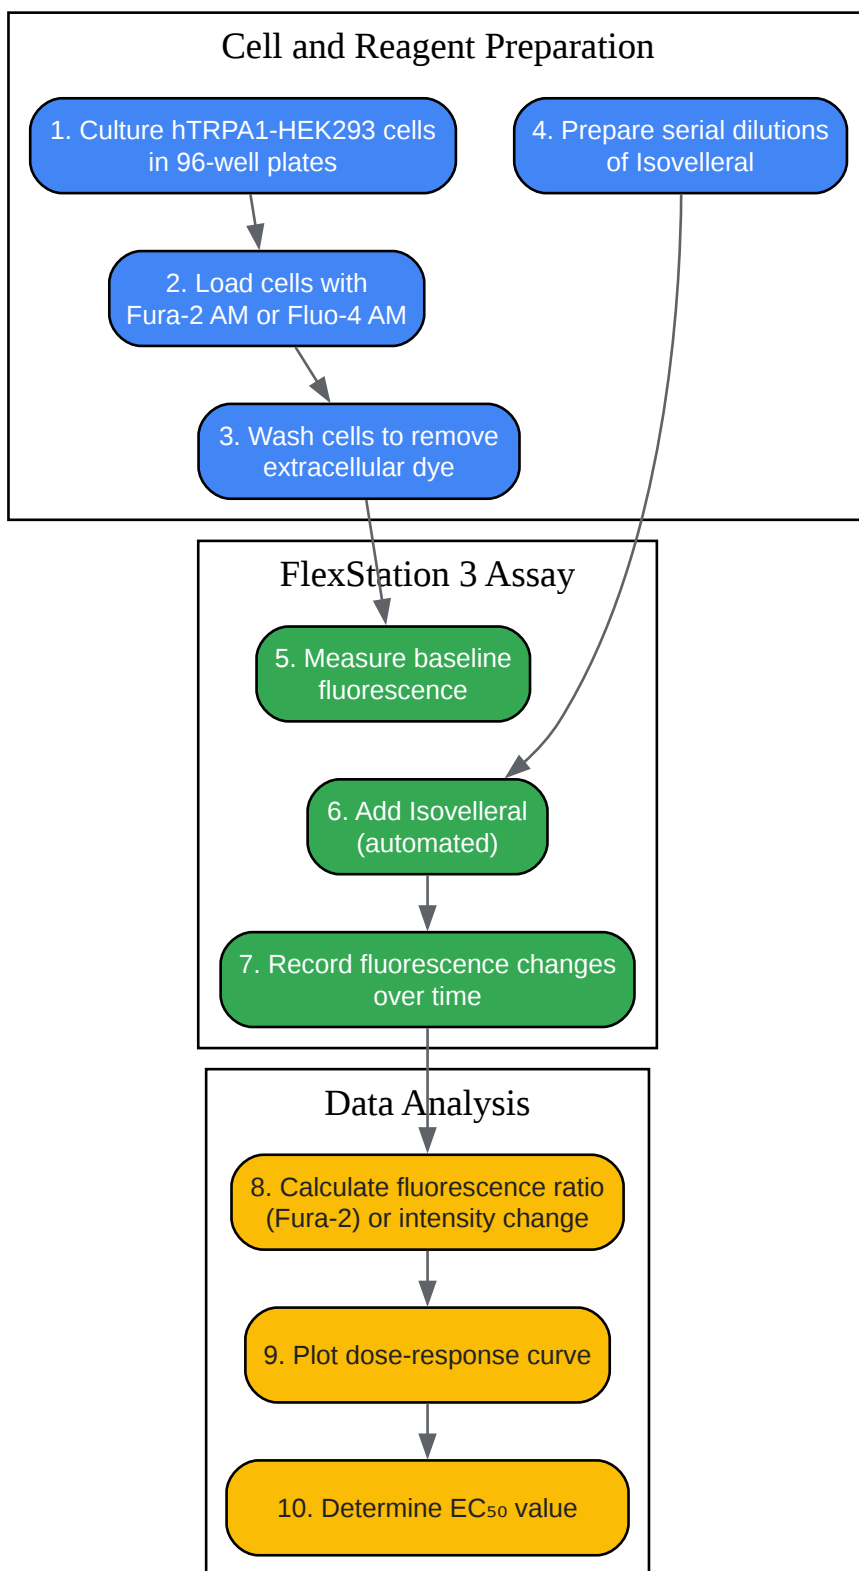 Cell and Reagent Preparation
1. Culture hTRPA1-HEK293 cells
in 96-well plates
4. Prepare serial dilutions
of Isovelleral
2. Load cells with
Fura-2 AM or Fluo-4 AM
3. Wash cells to remove
extracellular dye
FlexStation 3 Assay
5. Measure baseline
fluorescence
6. Add Isovelleral
(automated)
7. Record fluorescence changes
over time
Data Analysis
8. Calculate fluorescence ratio
(Fura-2) or intensity change
9. Plot dose-response curve
10. Determine EC₅₀ value